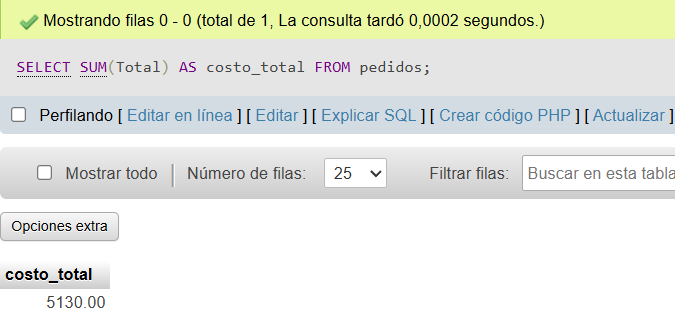 Mostrando filas 0 - 0 (total de 1, La consulta tardó 0,0002 segundos.)
SELECT SUM(Total) AS costo_total FROM pedidos;
Perfilando [ Editar en línea ] [ Editar ] [ Explicar SQL ] [ Crear código PHP ] [ Actualizar ]
Mostrar todo Número de filas: 25 Filtrar filas: Buscar en esta tabla
Opciones extra
costo_total
5130.00